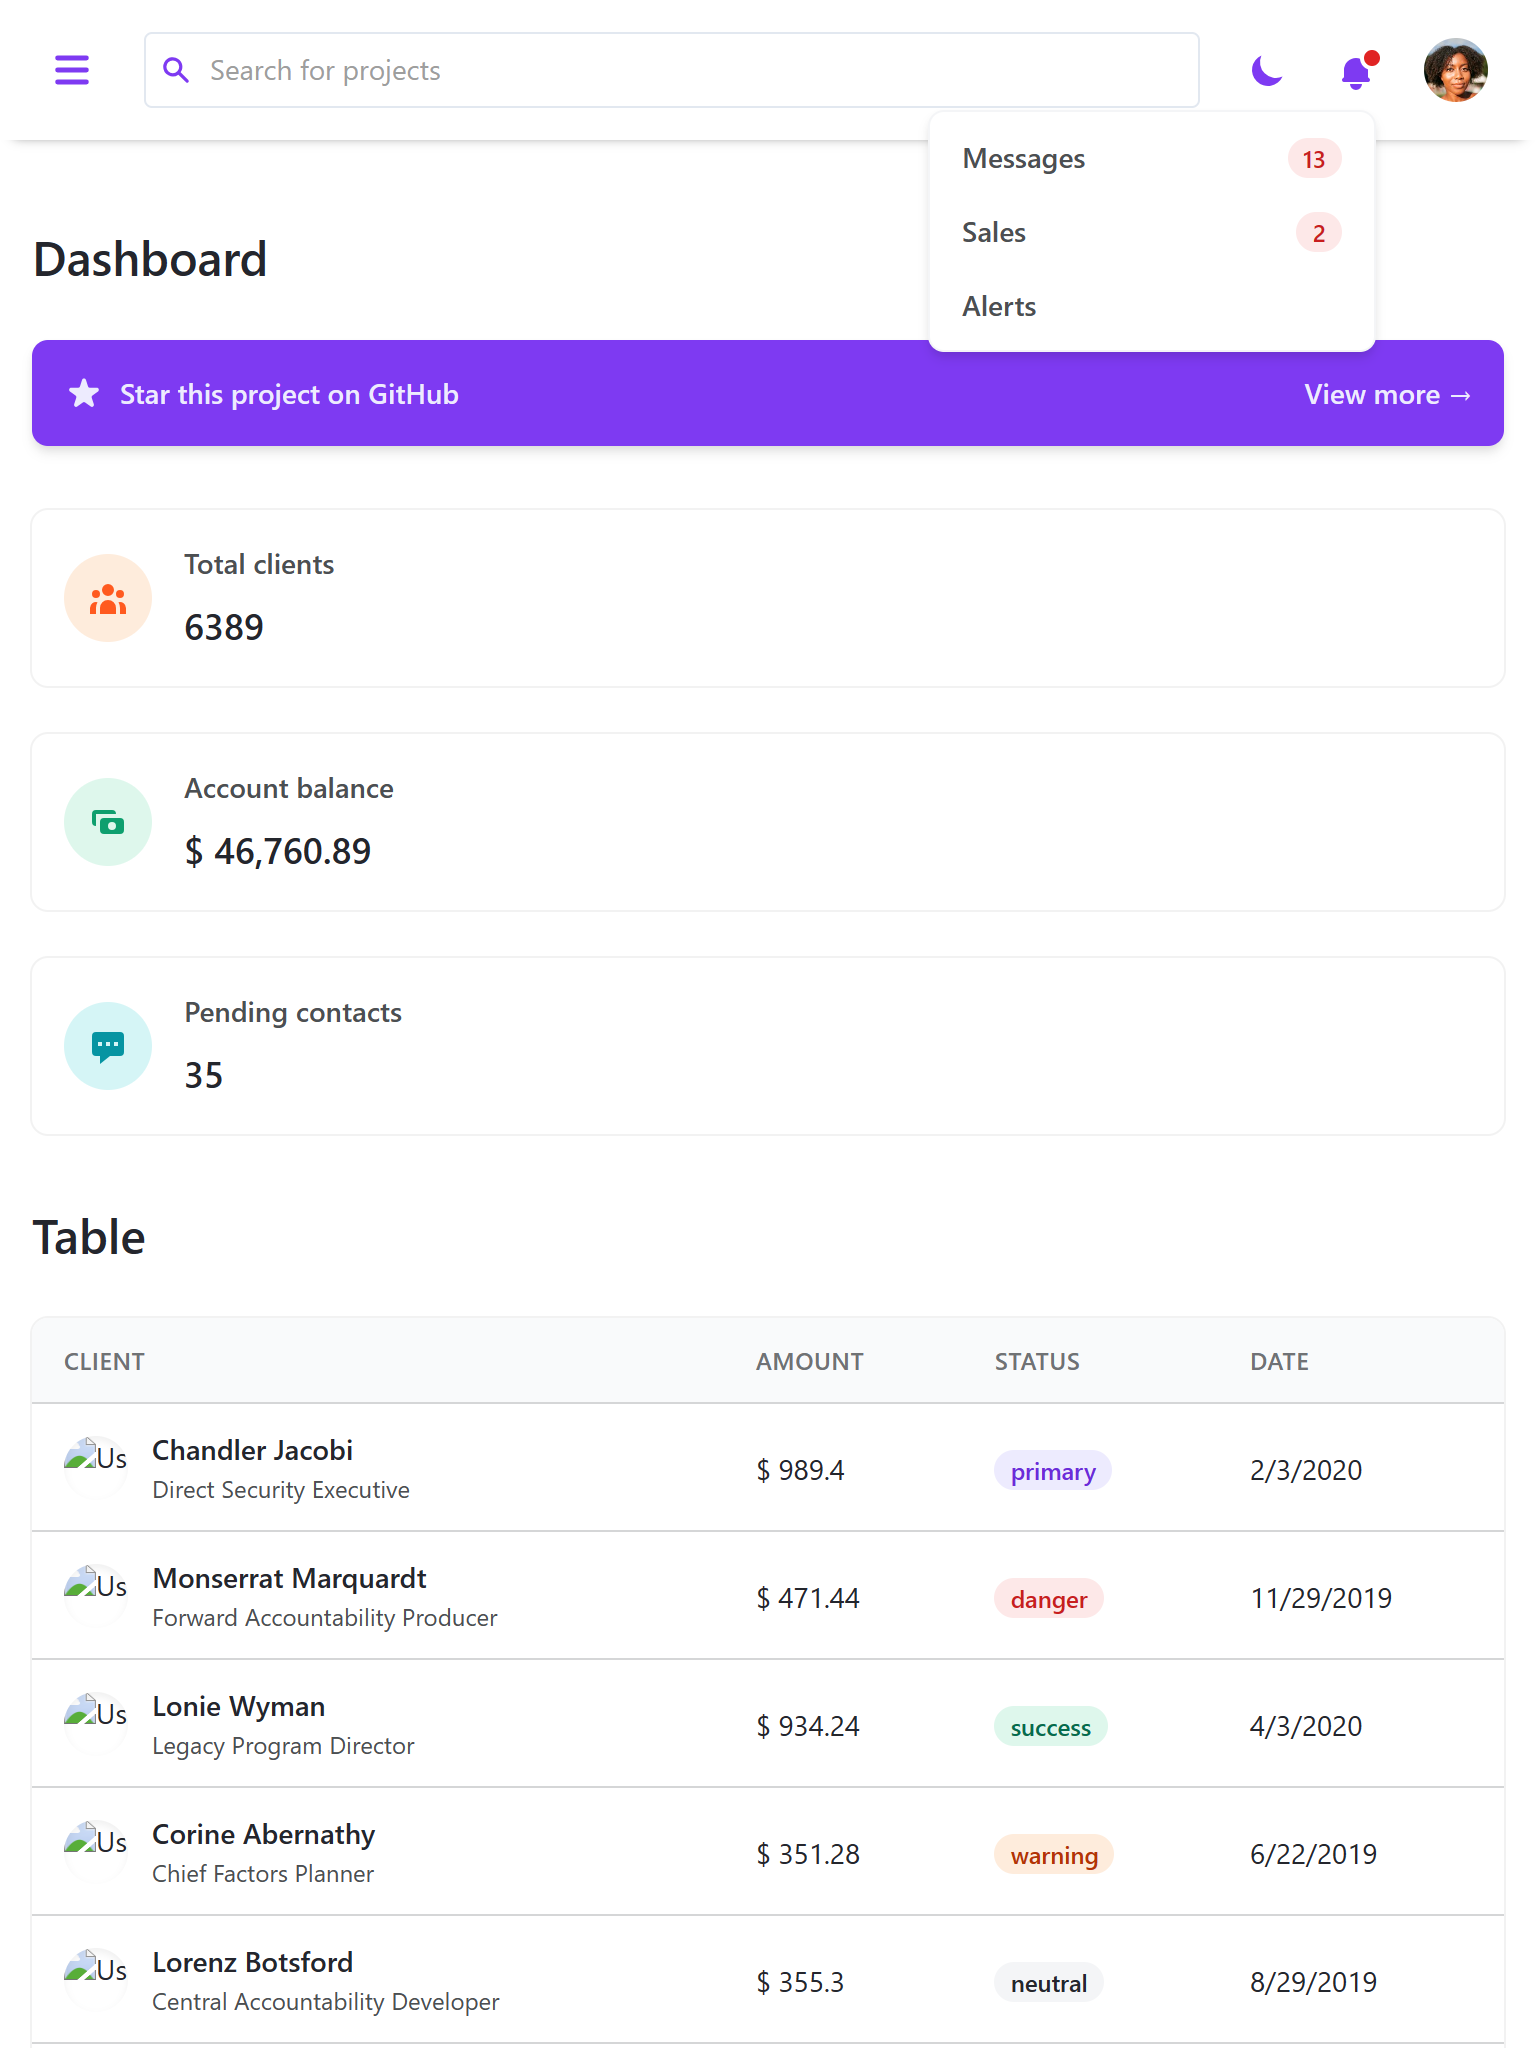 Search for projects
Messages 13
Sales 2
Alerts
Dashboard
Star this project on GitHub
View more →
Total clients
6389
Account balance
$ 46,760.89
Pending contacts
35
Table
CLIENT AMOUNT STATUS DATE
Us Chandler Jacobi
Direct Security Executive
$ 989.4 primary 2/3/2020
Us Monserrat Marquardt
Forward Accountability Producer
$ 471.44 danger 11/29/2019
Us Lonie Wyman
Legacy Program Director
$ 934.24 success 4/3/2020
Us Corine Abernathy
Chief Factors Planner
$ 351.28 warning 6/22/2019
Us Lorenz Botsford
Central Accountability Developer
$ 355.3 neutral 8/29/2019